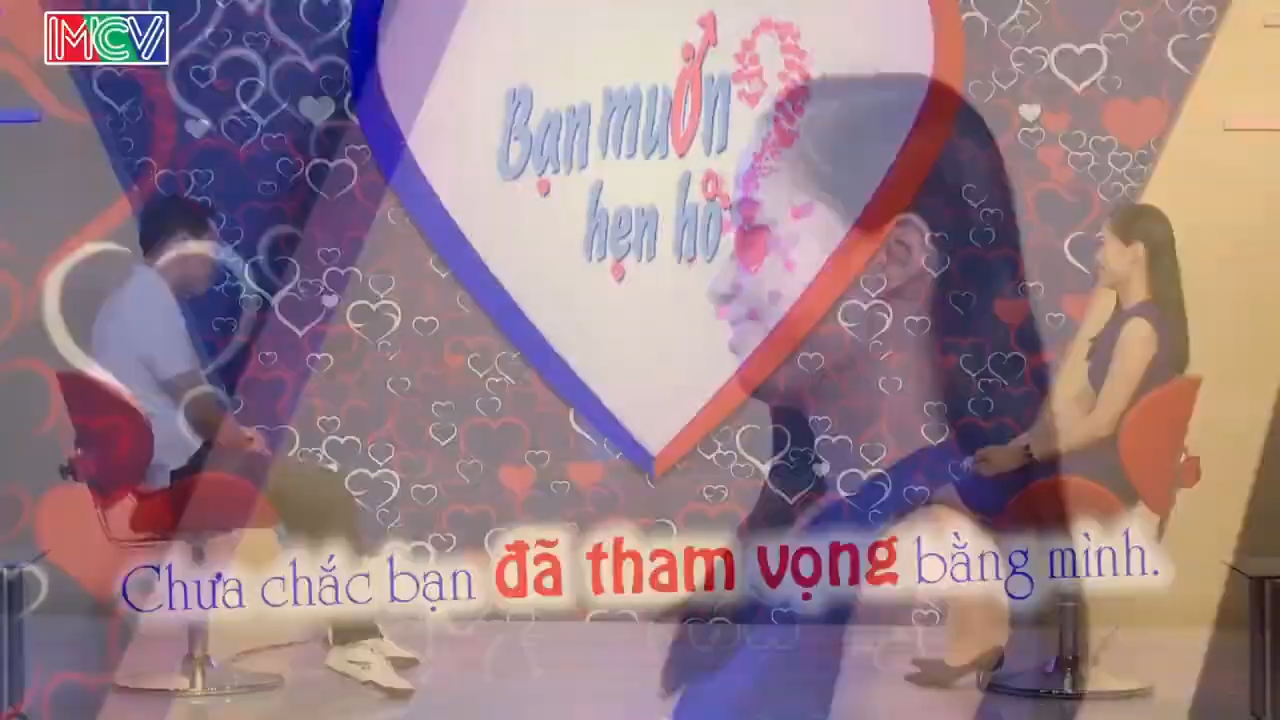 MCV
Bạn muốn
hẹn hò
Chưa chắc bạn đã tham vọng bằng mình.